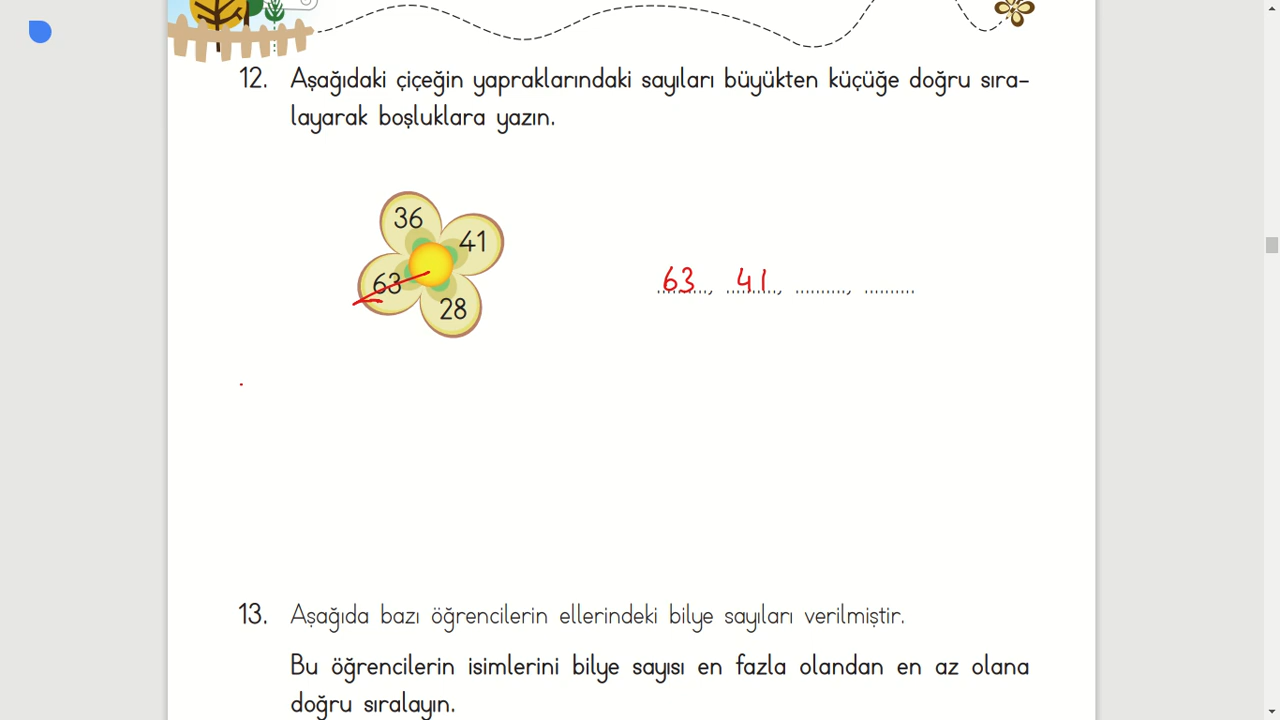 12. Aşağıdaki çiçeğin yapraklarındaki sayıları büyükten küçüğe doğru sıra-
layarak boşluklara yazın.
36
41
63
28
63, 41, .........., ..........
13. Aşağıda bazı öğrencilerin ellerindeki bilye sayıları verilmiştir.
Bu öğrencilerin isimlerini bilye sayısı en fazla olandan en az olana
doğru sıralayın.